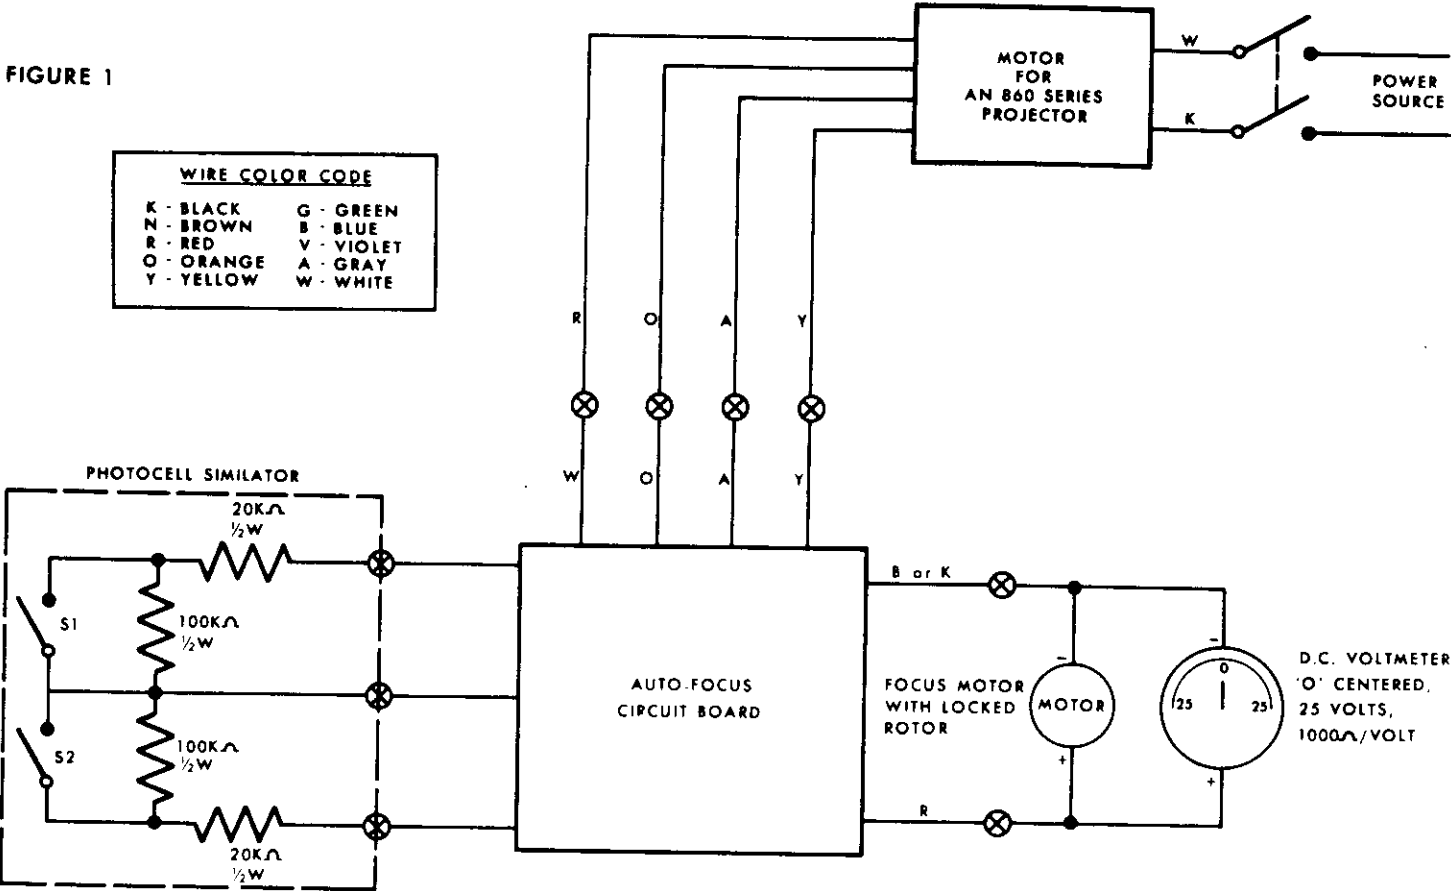 FIGURE 1
MOTOR
FOR
AN 860 SERIES
PROJECTOR
W
K
POWER
SOURCE
WIRE COLOR CODE
K - BLACK G - GREEN
N - BROWN B - BLUE
R - RED V - VIOLET
O - ORANGE A - GRAY
Y - YELLOW W - WHITE
R O A Y
W O A Y
PHOTOCELL SIMILATOR
20KΩ
½W
S1
100KΩ
½W
S2
100KΩ
½W
20KΩ
½W
AUTO-FOCUS
CIRCUIT BOARD
B or K
R
FOCUS MOTOR
WITH LOCKED
ROTOR
-
MOTOR
+
-
0
25 25
+
D.C. VOLTMETER
'O' CENTERED,
25 VOLTS,
1000Ω/VOLT